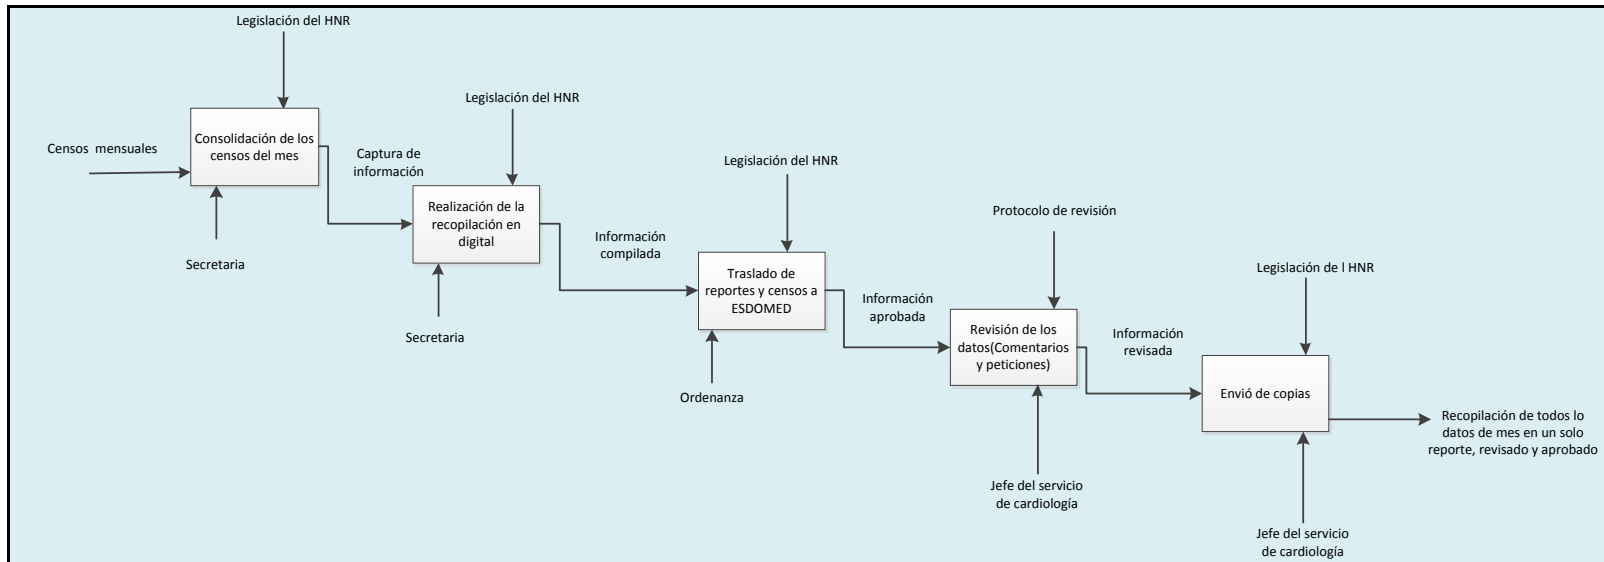 Legislación del HNR
Consolidación de los
censos del mes
Censos  mensuales
Secretaria
Captura de
información
Legislación del HNR
Realización de la
recopilación en
digital
Secretaria
Información
compilada
Legislación del HNR
Traslado de
reportes y censos a
ESDOMED
Ordenanza
Información
aprobada
Protocolo de revisión
Revisión de los
datos(Comentarios
y peticiones)
Jefe del servicio
de cardiología
Información
revisada
Legislación de l HNR
Envió de copias
Jefe del servicio
de cardiología
Recopilación de todos lo
datos de mes en un solo
reporte, revisado y aprobado